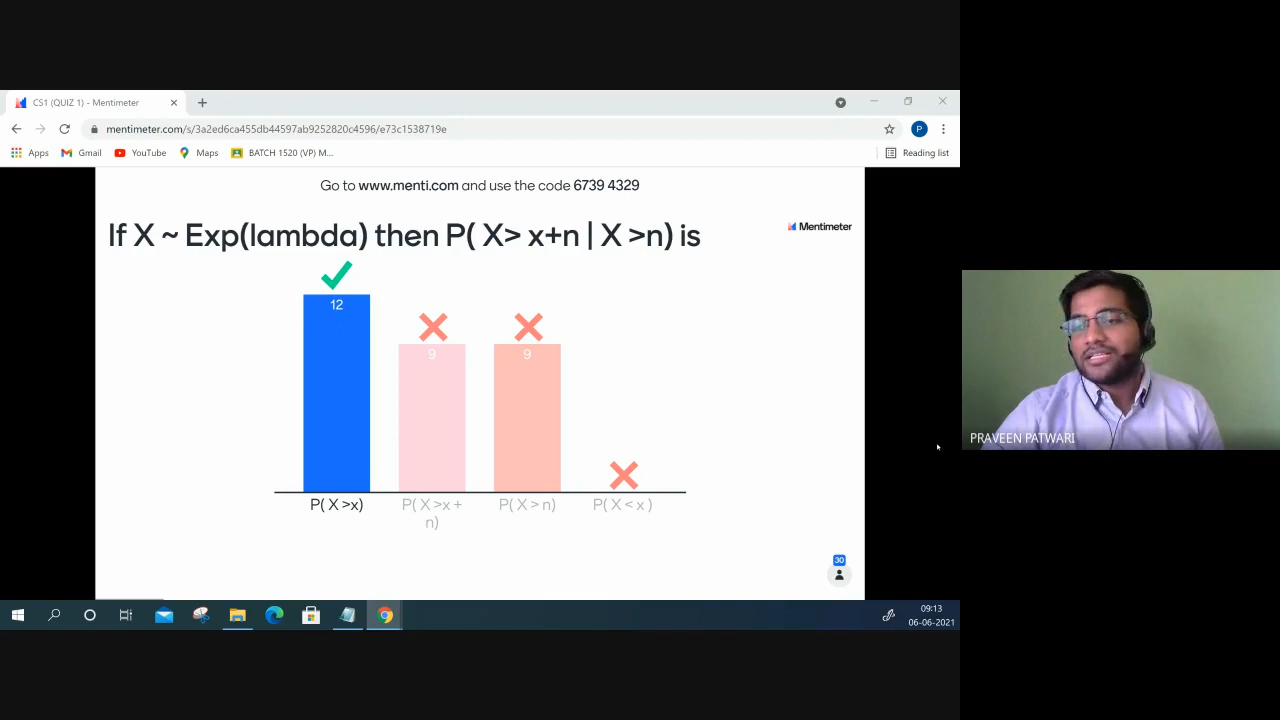 CS1 (QUIZ 1) - Mentimeter
mentimeter.com/s/3a2ed6ca455db44597ab9252820c4596/e73c1538719e
P
Apps Gmail YouTube Maps BATCH 1520 (VP) M... Reading list
Go to www.menti.com and use the code 6739 4329
If X ~ Exp(lambda) then P( X> x+n | X >n) is
Mentimeter
12
9
9
P( X >x)
P( X >x +
n)
P( X > n)
P( X < x )
30
PRAVEEN PATWARI
09:13
06-06-2021